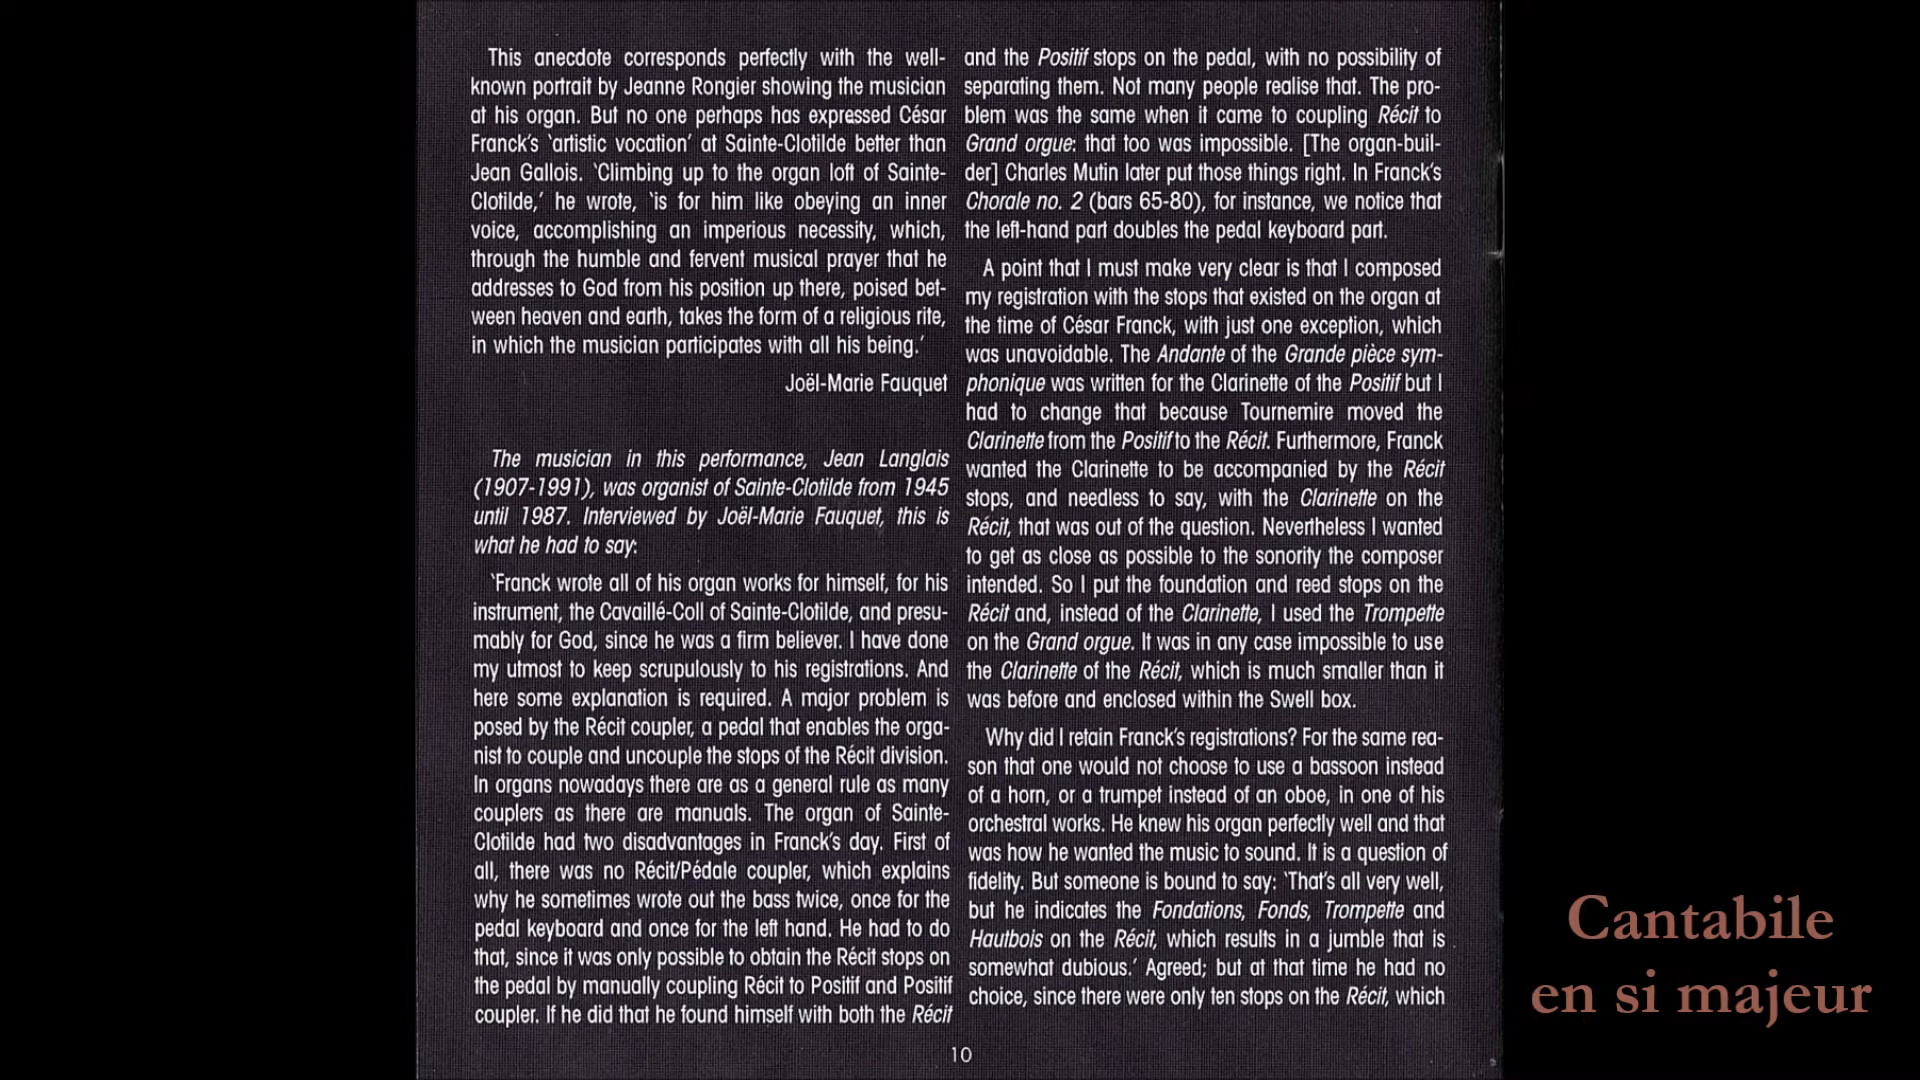 This anecdote corresponds perfectly with the well-
known portrait by Jeanne Rongier showing the musician
at his organ. But no one perhaps has expressed César
Franck's 'artistic vocation' at Sainte-Clotilde better than
Jean Gallois. 'Climbing up to the organ loft of Sainte-
Clotilde,' he wrote, 'is for him like obeying an inner
voice, accomplishing an imperious necessity, which,
through the humble and fervent musical prayer that he
addresses to God from his position up there, poised bet-
ween heaven and earth, takes the form of a religious rite,
in which the musician participates with all his being.'
Joël-Marie Fauquet
The musician in this performance, Jean Langlais
(1907-1991), was organist of Sainte-Clotilde from 1945
until 1987. Interviewed by Joël-Marie Fauquet, this is
what he had to say:
'Franck wrote all of his organ works for himself, for his
instrument, the Cavaillé-Coll of Sainte-Clotilde, and presu-
mably for God, since he was a firm believer. I have done
my utmost to keep scrupulously to his registrations. And
here some explanation is required. A major problem is
posed by the Récit coupler, a pedal that enables the orga-
nist to couple and uncouple the stops of the Récit division.
In organs nowadays there are as a general rule as many
couplers as there are manuals. The organ of Sainte-
Clotilde had two disadvantages in Franck's day. First of
all, there was no Récit/Pédale coupler, which explains
why he sometimes wrote out the bass twice, once for the
pedal keyboard and once for the left hand. He had to do
that, since it was only possible to obtain the Récit stops on
the pedal by manually coupling Récit to Positif and Positif
coupler. If he did that he found himself with both the Récit
and the Positif stops on the pedal, with no possibility of
separating them. Not many people realise that. The pro-
blem was the same when it came to coupling Récit to
Grand orgue: that too was impossible. [The organ-buil-
der] Charles Mutin later put those things right. In Franck's
Chorale no. 2 (bars 65-80), for instance, we notice that
the left-hand part doubles the pedal keyboard part.
A point that I must make very clear is that I composed
my registration with the stops that existed on the organ at
the time of César Franck, with just one exception, which
was unavoidable. The Andante of the Grande pièce sym-
phonique was written for the Clarinette of the Positif but I
had to change that because Tournemire moved the
Clarinette from the Positif to the Récit. Furthermore, Franck
wanted the Clarinette to be accompanied by the Récit
stops, and needless to say, with the Clarinette on the
Récit, that was out of the question. Nevertheless I wanted
to get as close as possible to the sonority the composer
intended. So I put the foundation and reed stops on the
Récit and, instead of the Clarinette, I used the Trompette
on the Grand orgue. It was in any case impossible to use
the Clarinette of the Récit, which is much smaller than it
was before and enclosed within the Swell box.
Why did I retain Franck's registrations? For the same rea-
son that one would not choose to use a bassoon instead
of a horn, or a trumpet instead of an oboe, in one of his
orchestral works. He knew his organ perfectly well and that
was how he wanted the music to sound. It is a question of
fidelity. But someone is bound to say: 'That's all very well,
but he indicates the Fondations, Fonds, Trompette and
Hautbois on the Récit, which results in a jumble that is
somewhat dubious.' Agreed; but at that time he had no
choice, since there were only ten stops on the Récit, which
10
Cantabile
en si majeur